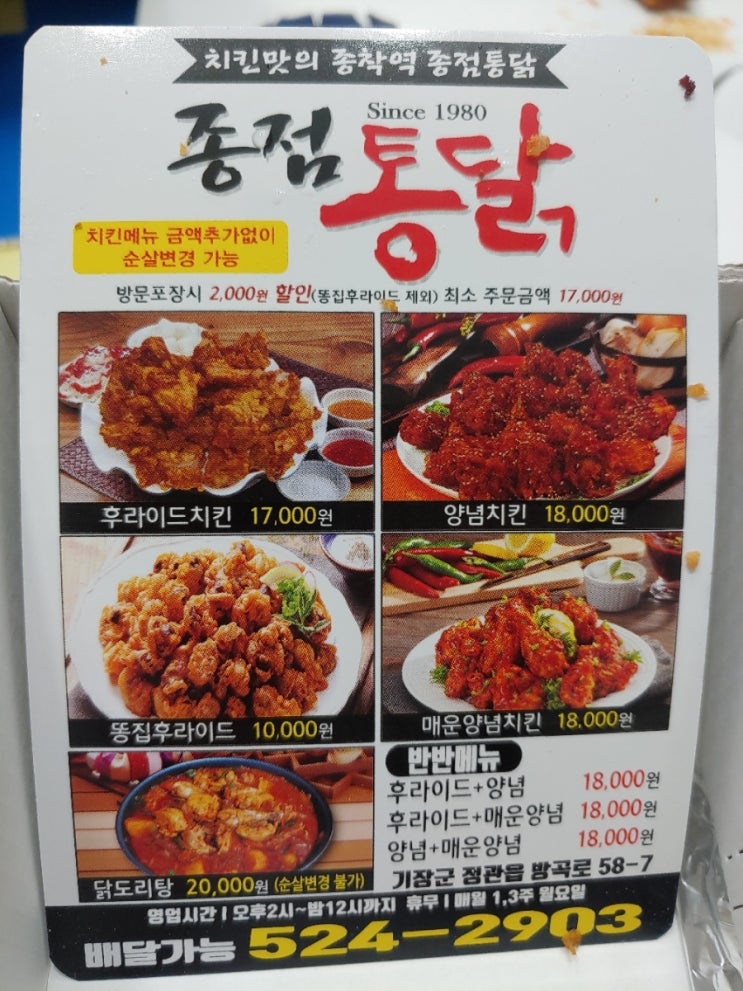 치킨맛의 종착역 종점통닭
Since 1980
종점
통닭
치킨메뉴 금액추가없이
순살변경 가능
방문포장시 2,000원 할인(똥집후라이드 제외) 최소 주문금액 17,000원
후라이드치킨 17,000원
양념치킨 18,000원
똥집후라이드 10,000원
매운양념치킨 18,000원
닭도리탕 20,000원 (순살변경 불가)
반반메뉴
후라이드+양념 18,000원
후라이드+매운양념 18,000원
양념+매운양념 18,000원
기장군 정관읍 방곡로 58-7
영업시간 | 오후2시~밤12시까지 휴무 | 매월 1,3주 월요일
배달가능 524-2903